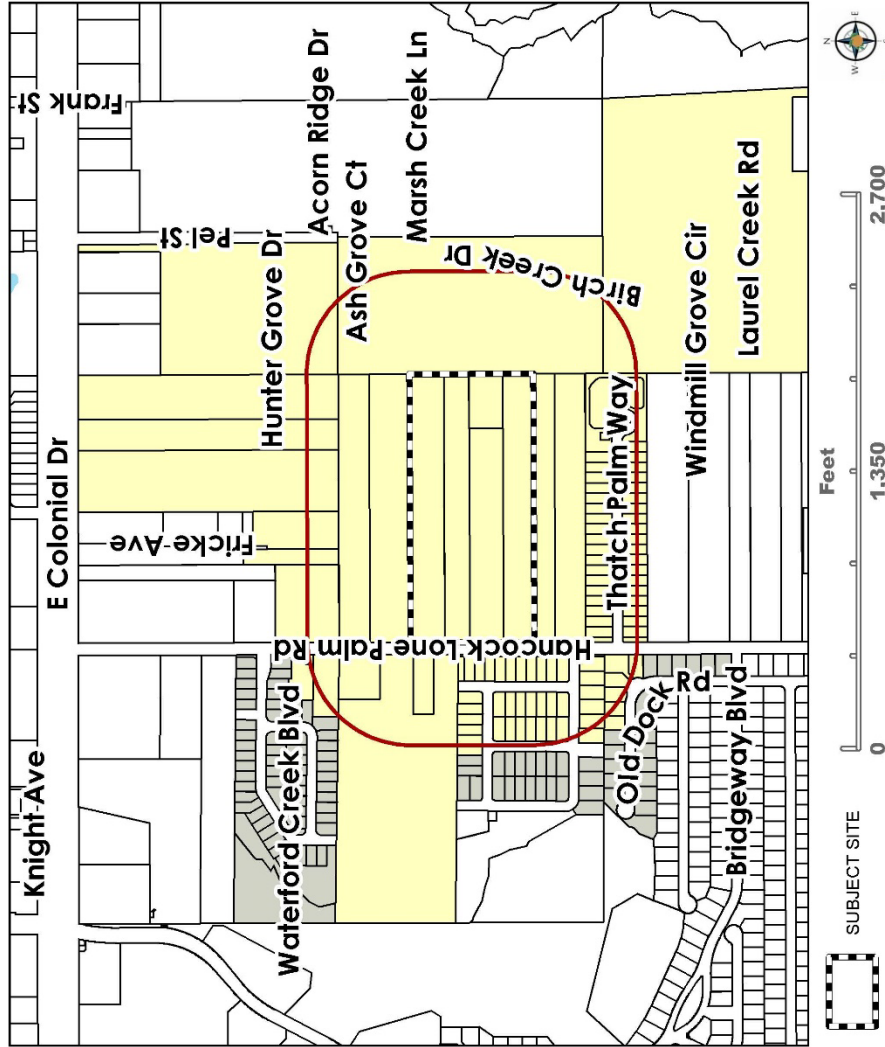 Knight Ave
E Colonial Dr
Frank St
Pel St
Acorn Ridge Dr
Hunter Grove Dr
Ash Grove Ct
Marsh Creek Ln
Fricke Ave
Birch Creek Dr
Hancock Lone Palm Rd
Waterford Creek Blvd
Thatch Palm Way
Windmill Grove Cir
Laurel Creek Rd
Old Dock Rd
Bridgeway Blvd
SUBJECT SITE
Feet
0 1,350 2,700
N
W E